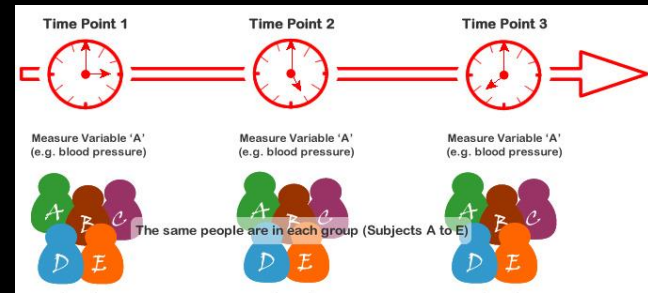 Time Point 1
Time Point 2
Time Point 3
Measure Variable ‘A’
(e.g. blood pressure)
Measure Variable ‘A’
(e.g. blood pressure)
Measure Variable ‘A’
(e.g. blood pressure)
A B C
A B C
A B C
The same people are in each group (Subjects A to E)
D E
D E
D E